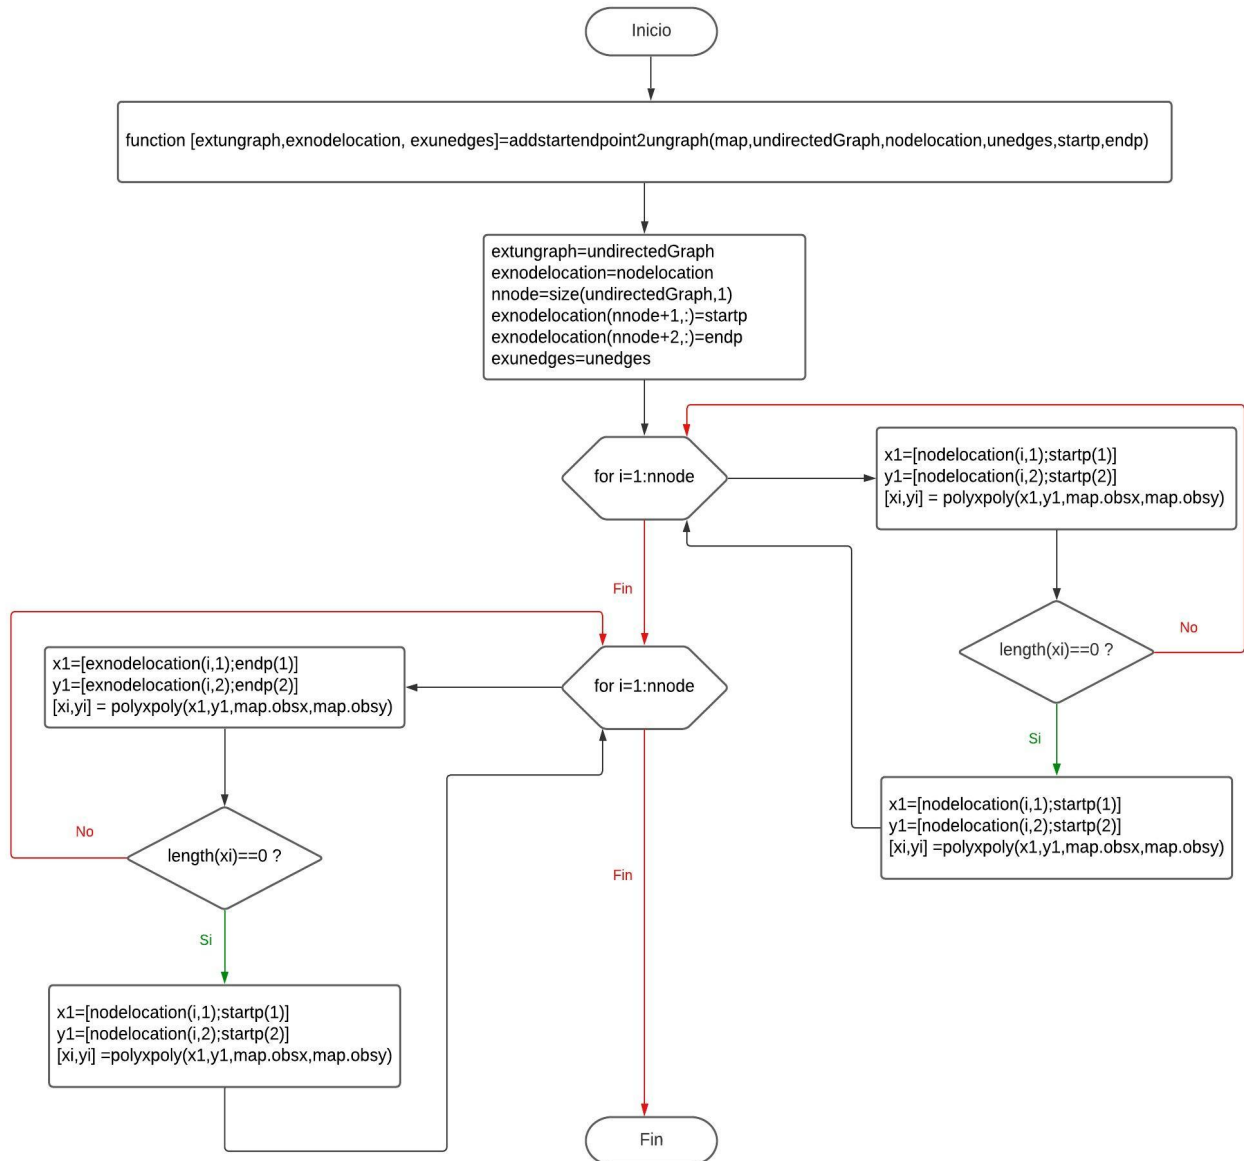 Inicio
function [extungraph,exnodelocation, exunedges]=addstartendpoint2ungraph(map,undirectedGraph,nodelocation,unedges,startp,endp)
extungraph=undirectedGraph
exnodelocation=nodelocation
nnode=size(undirectedGraph,1)
exnodelocation(nnode+1,:)=startp
exnodelocation(nnode+2,:)=endp
exunedges=unedges
for i=1:nnode
x1=[nodelocation(i,1);startp(1)]
y1=[nodelocation(i,2);startp(2)]
[xi,yi] = polyxpoly(x1,y1,map.obsx,map.obsy)
length(xi)==0 ?
No
Si
x1=[nodelocation(i,1);startp(1)]
y1=[nodelocation(i,2);startp(2)]
[xi,yi] =polyxpoly(x1,y1,map.obsx,map.obsy)
Fin
for i=1:nnode
x1=[exnodelocation(i,1);endp(1)]
y1=[exnodelocation(i,2);endp(2)]
[xi,yi] = polyxpoly(x1,y1,map.obsx,map.obsy)
length(xi)==0 ?
No
Si
x1=[nodelocation(i,1);startp(1)]
y1=[nodelocation(i,2);startp(2)]
[xi,yi] =polyxpoly(x1,y1,map.obsx,map.obsy)
Fin
Fin